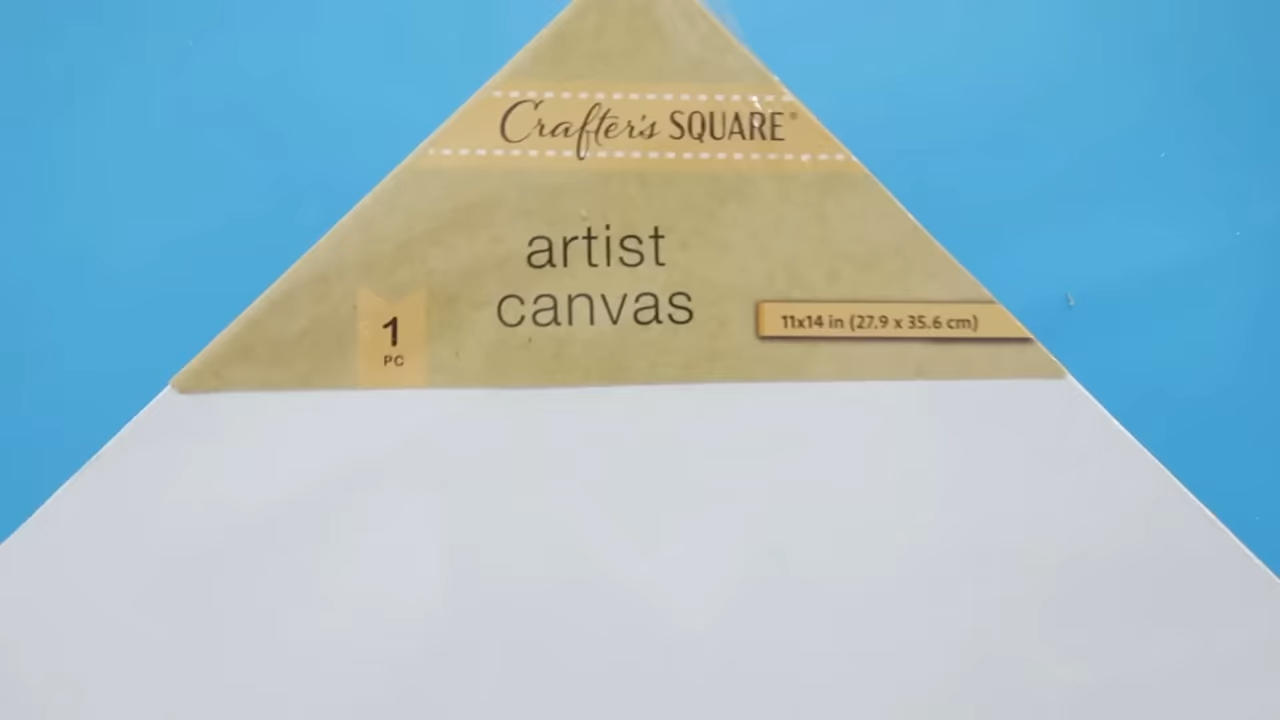 Crafter's SQUARE®
artist
canvas
11x14 in (27.9 x 35.6 cm)
1
PC